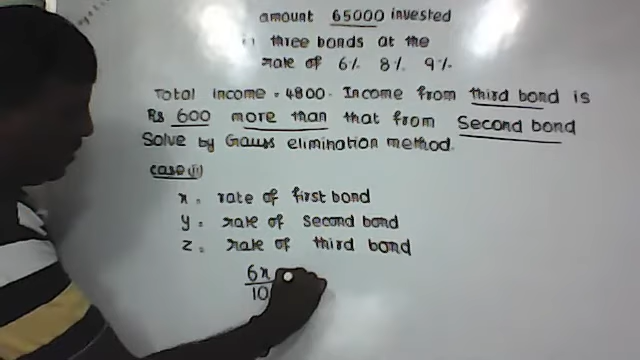 amount 65000 invested
in three bonds at the
rate of 6% 8% 9%.
Total income = 4800. Income from third bond is
Rs 600 more than that from Second bond
Solve by Gauss elimination method.
case (i)
x = rate of first bond
y = rate of second bond
z = rate of third bond
6x
10